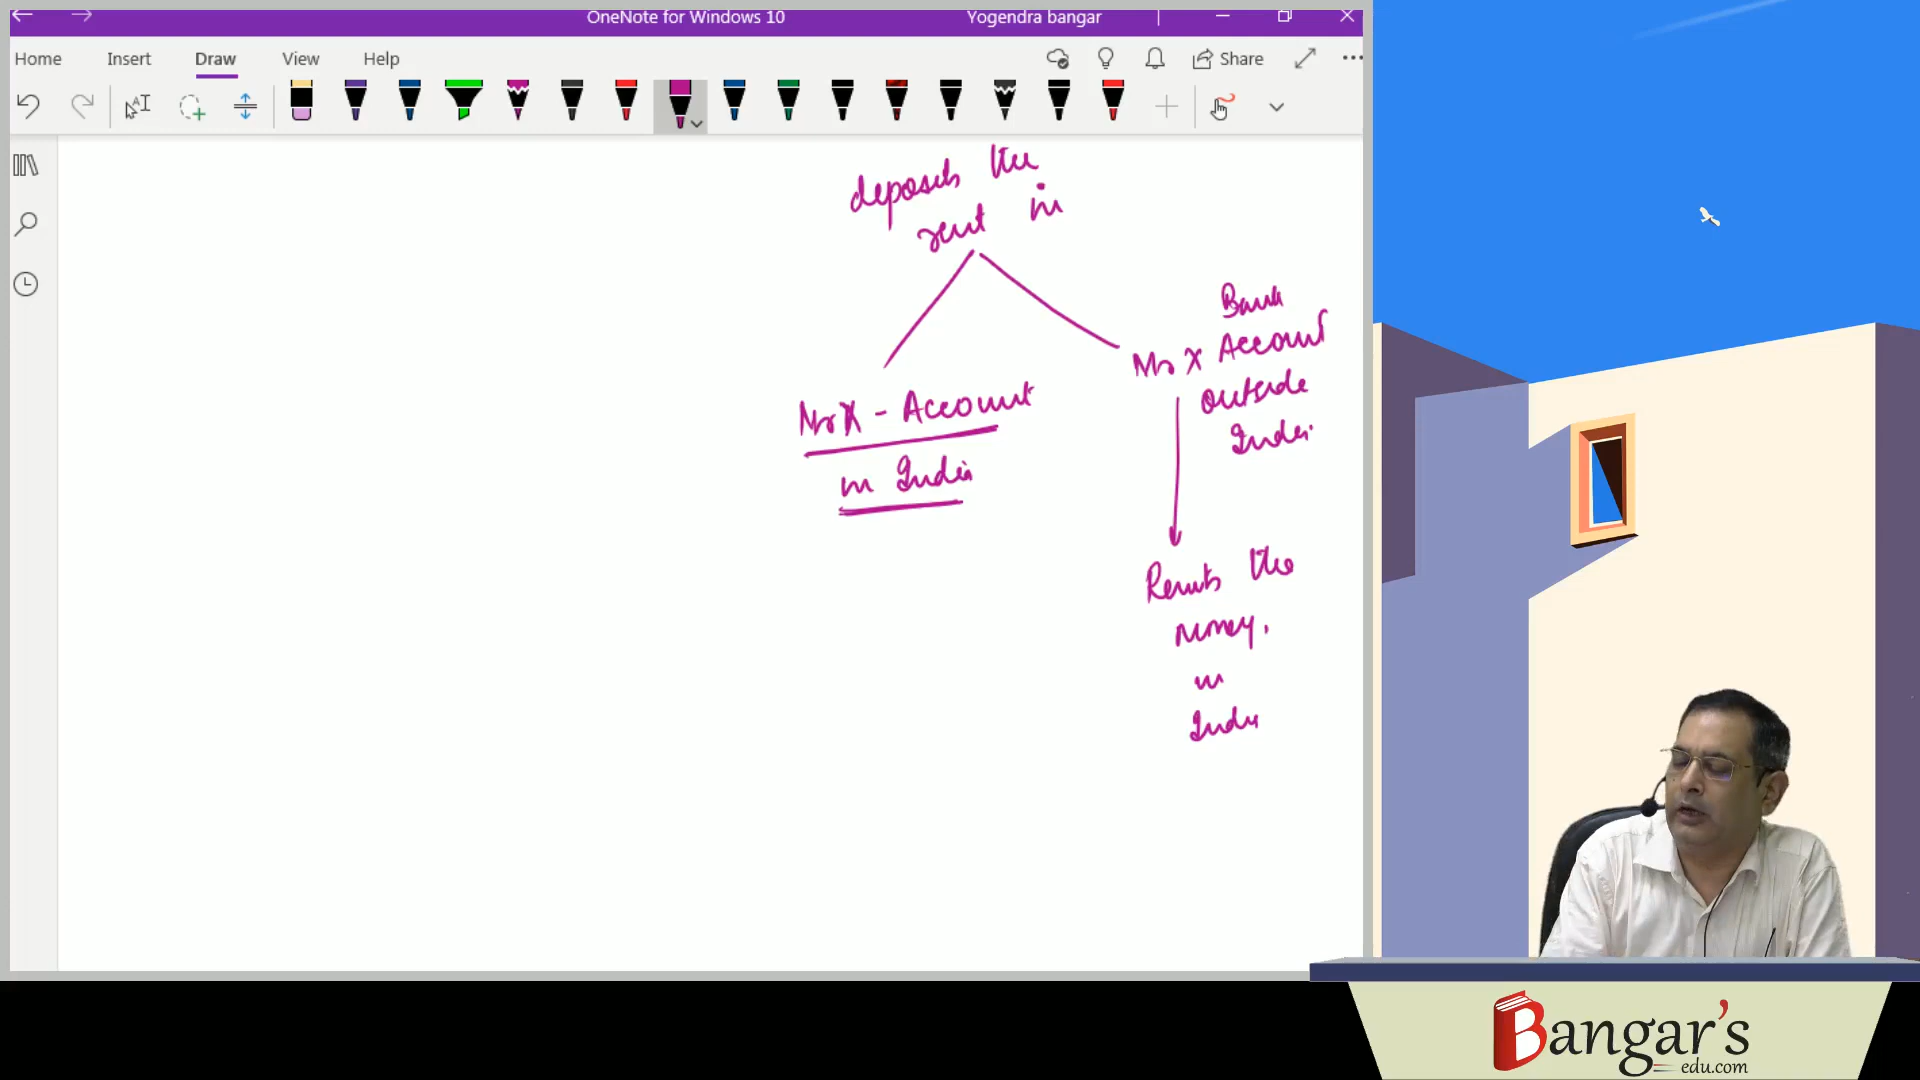 OneNote for Windows 10
Yogendra bangar
Home Insert Draw View Help
Share
deposits the
rent in
Mr X - Account
in India
Bank
Mr X Account
outside
India.
Remits the
money.
in
India
Bangar's
edu.com